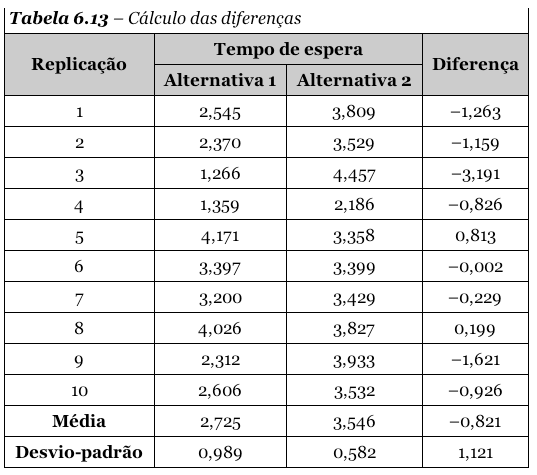 Tabela 6.13 – Cálculo das diferenças
Replicação Tempo de espera Diferença
Alternativa 1 Alternativa 2
1 2,545 3,809 –1,263
2 2,370 3,529 –1,159
3 1,266 4,457 –3,191
4 1,359 2,186 –0,826
5 4,171 3,358 0,813
6 3,397 3,399 –0,002
7 3,200 3,429 –0,229
8 4,026 3,827 0,199
9 2,312 3,933 –1,621
10 2,606 3,532 –0,926
Média 2,725 3,546 –0,821
Desvio-padrão 0,989 0,582 1,121